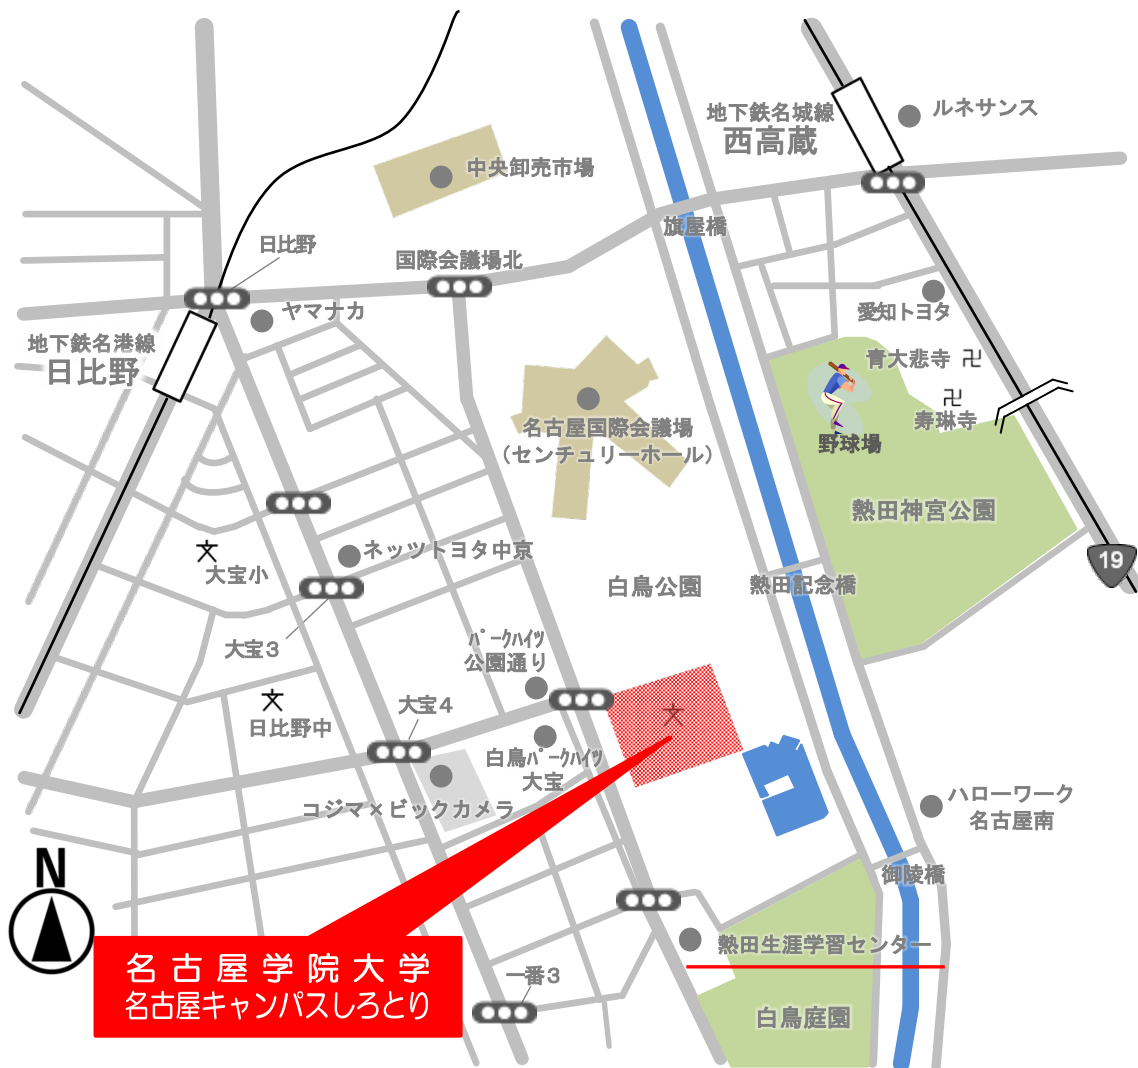 ルネサンス
地下鉄名城線
西高蔵
中央卸売市場
旗屋橋
日比野
国際会議場北
ヤマナカ
愛知トヨタ
地下鉄名港線
日比野
青大悲寺 卍
卍
寿琳寺
野球場
名古屋国際会議場
(センチュリーホール)
熱田神宮公園
ネッツトヨタ中京
文
大宝小
19
白鳥公園
熱田記念橋
パークハイツ
公園通り
大宝3
文
日比野中
大宝4
文
白鳥パークハイツ
大宝
コジマ×ビックカメラ
ハローワーク
名古屋南
N
御陵橋
熱田生涯学習センター
名古屋学院大学
名古屋キャンパスしろとり
一番3
白鳥庭園